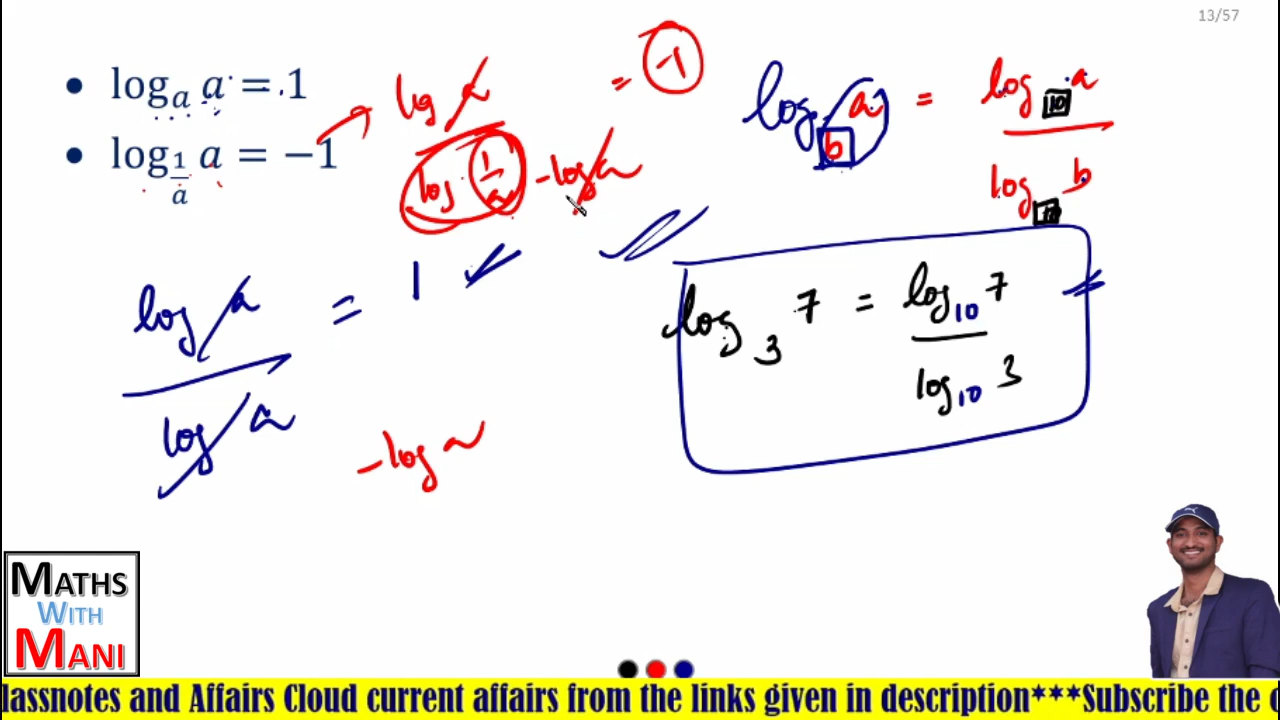 13/57
• logₐ a = 1
• log_{1/a} a = −1
log a / log 1/a = -1
-log a
log_b a = log_10 a / log_10 b
log a / log a = 1
-log a
log_3 7 = log_10 7 / log_10 3
MATHS
WITH
MANI
lassnotes and Affairs Cloud current affairs from the links given in description***Subscribe the